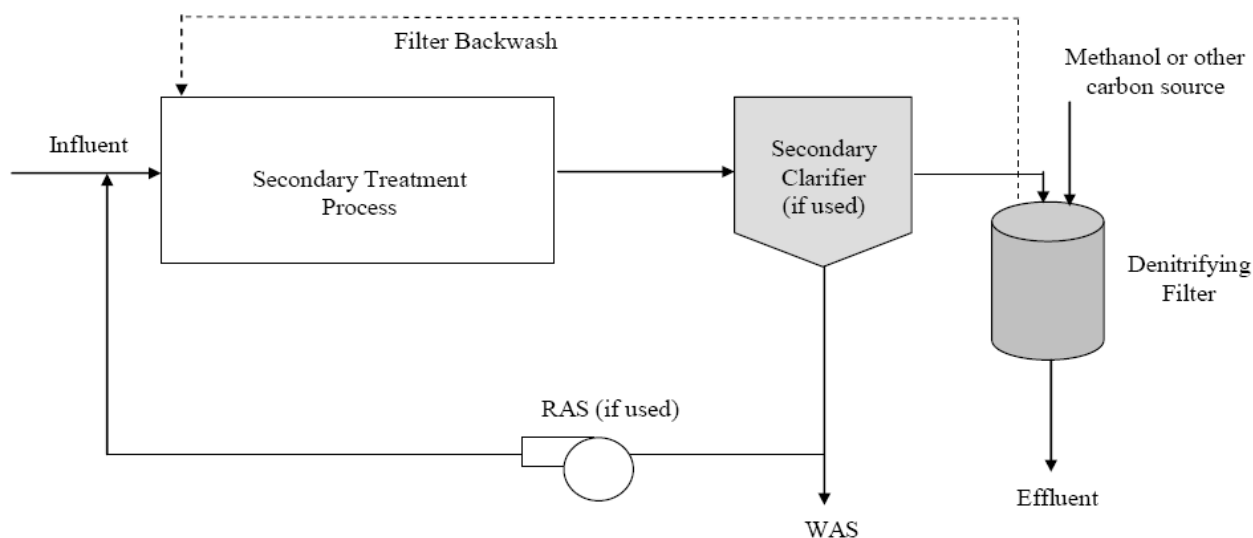 Filter Backwash
Methanol or other
carbon source
Influent
Secondary Treatment
Process
Secondary
Clarifier
(if used)
Denitrifying
Filter
RAS (if used)
Effluent
WAS